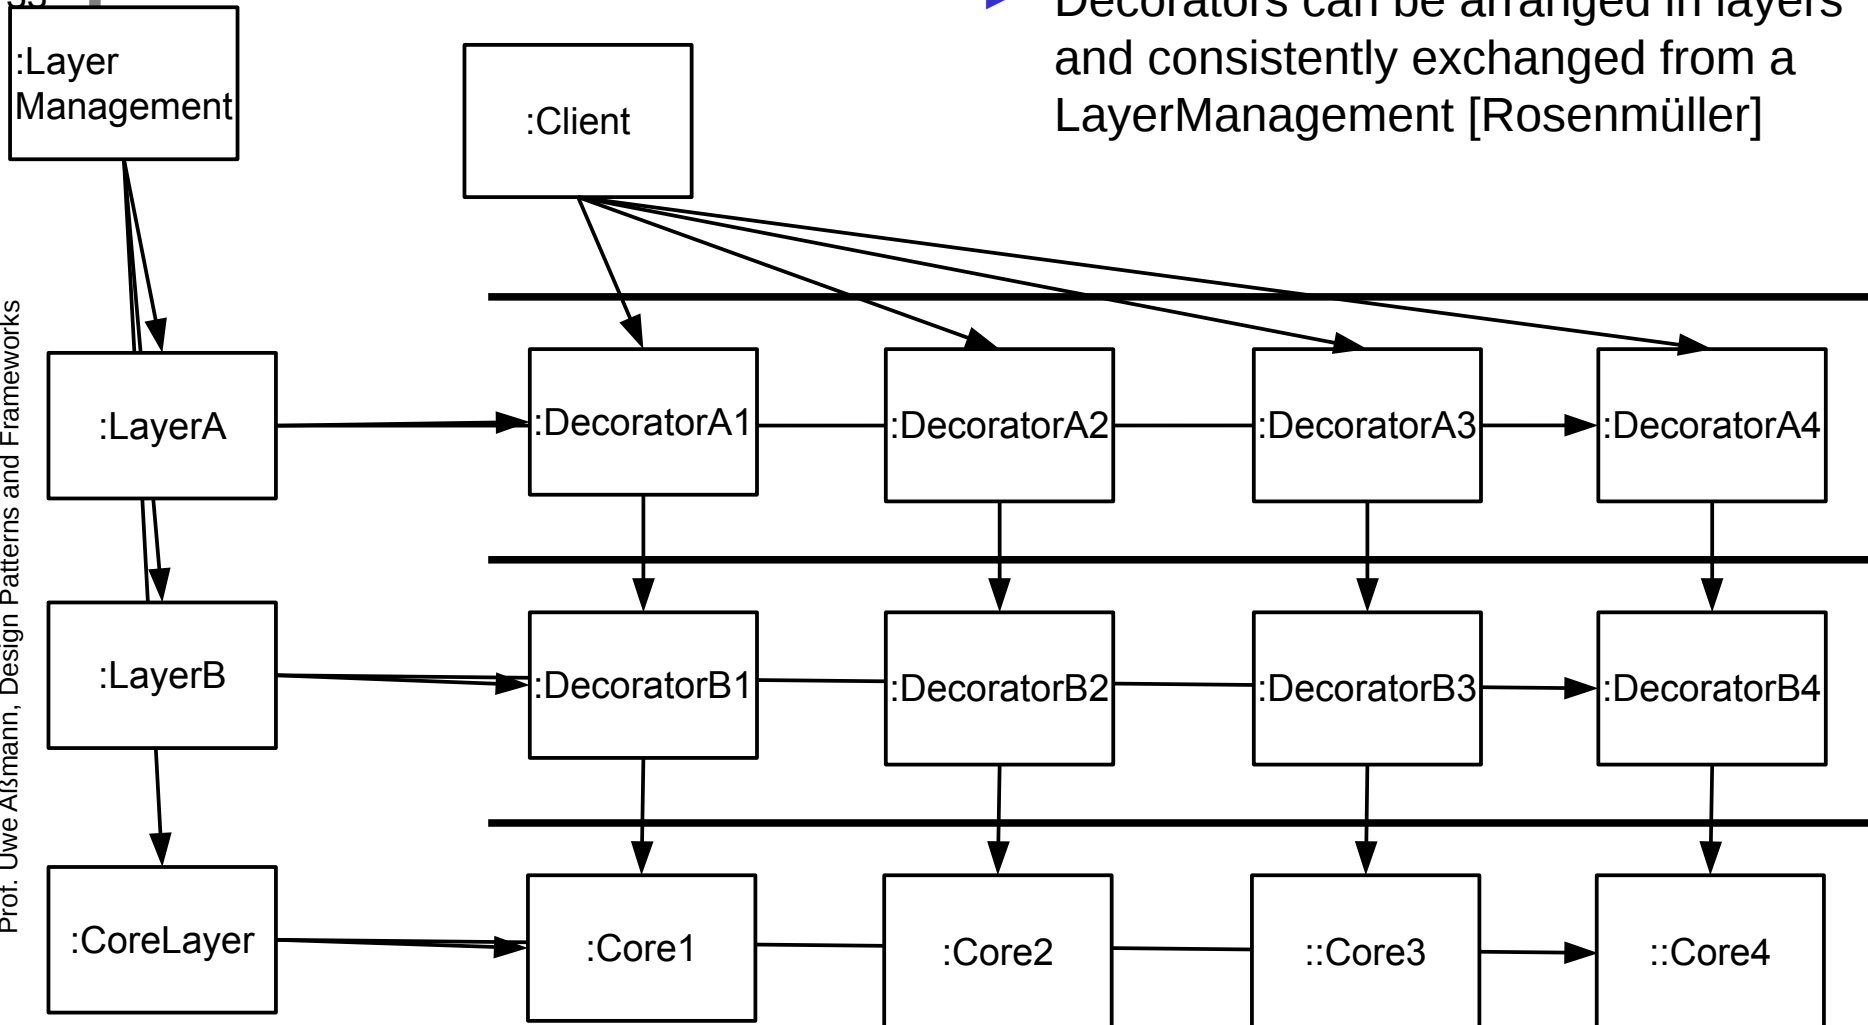 Decorators can be arranged in layers
and consistently exchanged from a
LayerManagement [Rosenmüller]
:Layer
Management
:Client
:LayerA
:DecoratorA1
:DecoratorA2
:DecoratorA3
:DecoratorA4
:LayerB
:DecoratorB1
:DecoratorB2
:DecoratorB3
:DecoratorB4
:CoreLayer
:Core1
:Core2
::Core3
::Core4
Prof. Uwe Aßmann, Design Patterns and Frameworks